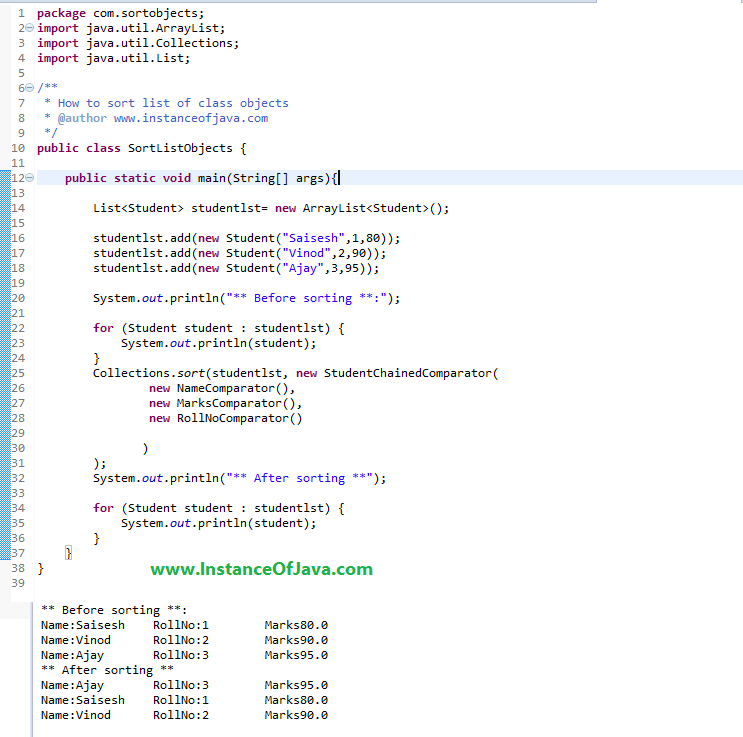 1 package com.sortobjects;
2 import java.util.ArrayList;
3 import java.util.Collections;
4 import java.util.List;
5
6 /**
7  * How to sort list of class objects
8  * @author www.instanceofjava.com
9  */
10 public class SortListObjects {
11
12     public static void main(String[] args){
13
14         List<Student> studentlst= new ArrayList<Student>();
15
16         studentlst.add(new Student("Saisesh",1,80));
17         studentlst.add(new Student("Vinod",2,90));
18         studentlst.add(new Student("Ajay",3,95));
19
20         System.out.println("** Before sorting **:");
21
22         for (Student student : studentlst) {
23             System.out.println(student);
24         }
25         Collections.sort(studentlst, new StudentChainedComparator(
26                 new NameComparator(),
27                 new MarksComparator(),
28                 new RollNoComparator()
29
30                )
31         );
32         System.out.println("** After sorting **");
33
34         for (Student student : studentlst) {
35             System.out.println(student);
36         }
37     }
38 }
www.InstanceOfJava.com
39
** Before sorting **:
Name:Saisesh    RollNo:1        Marks80.0
Name:Vinod      RollNo:2        Marks90.0
Name:Ajay       RollNo:3        Marks95.0
** After sorting **
Name:Ajay       RollNo:3        Marks95.0
Name:Saisesh    RollNo:1        Marks80.0
Name:Vinod      RollNo:2        Marks90.0